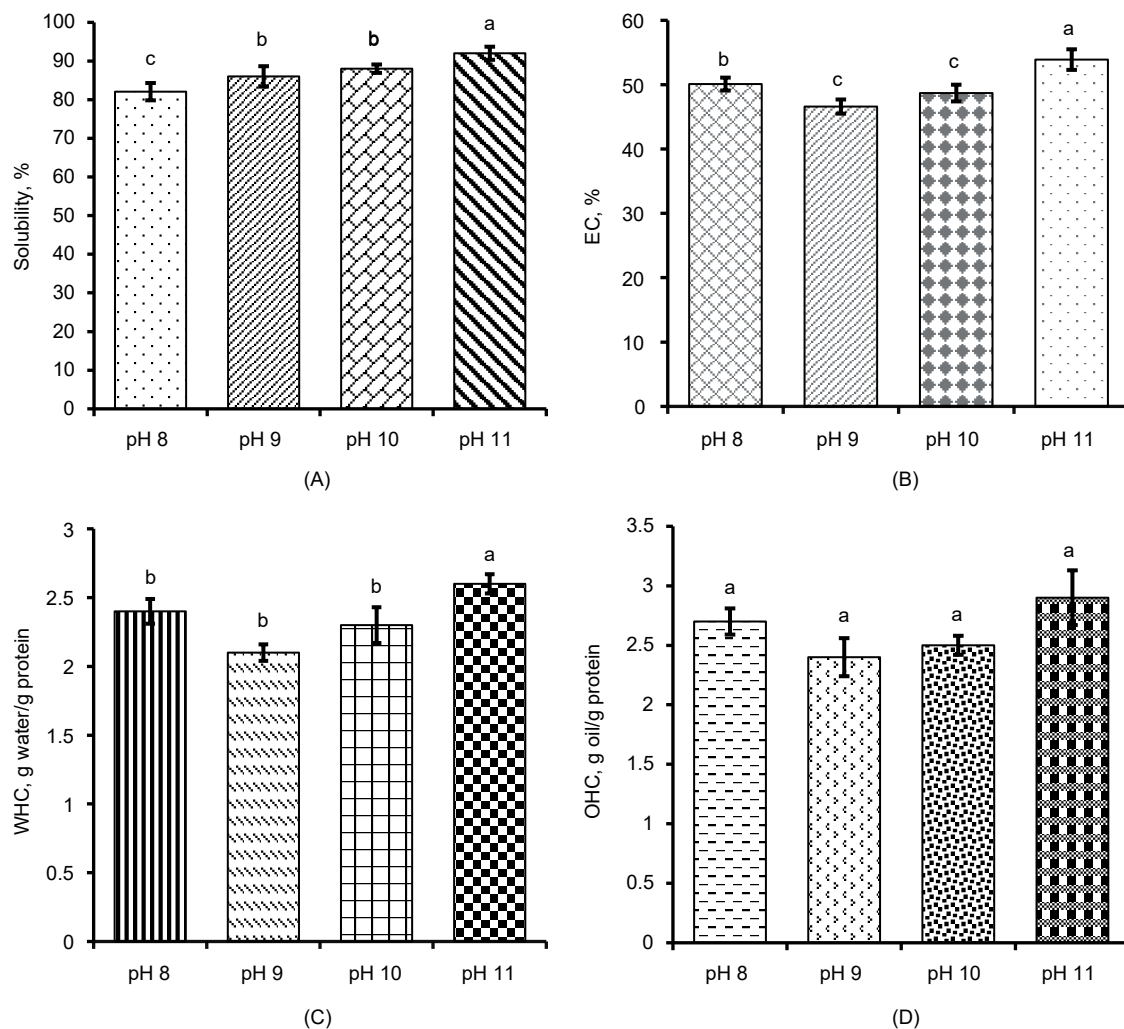 Solubility, %
100
90
80
70
60
50
40
30
20
10
0
c
b
b
a
pH 8
pH 9
pH 10
pH 11
(A)
EC, %
60
50
40
30
20
10
0
b
c
c
a
pH 8
pH 9
pH 10
pH 11
(B)
WHC, g water/g protein
3
2.5
2
1.5
1
0.5
0
b
b
b
a
pH 8
pH 9
pH 10
pH 11
(C)
OHC, g oil/g protein
3.5
3
2.5
2
1.5
1
0.5
0
a
a
a
a
pH 8
pH 9
pH 10
pH 11
(D)